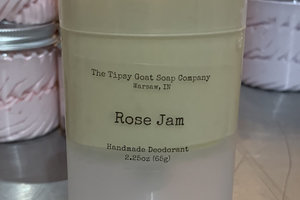 The Tipsy Goat Soap Company
Warsaw, IN
Rose Jam
Handmade Deodorant
2.25oz (65g)